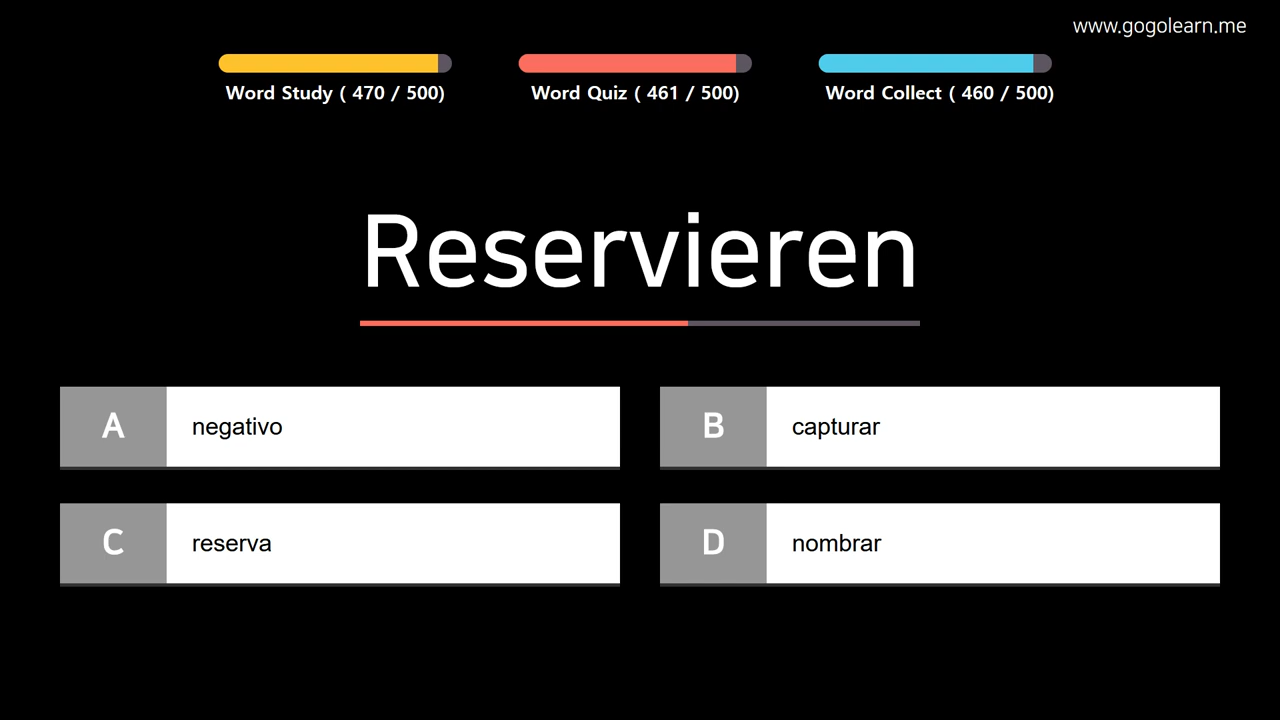 www.gogolearn.me
Word Study ( 470 / 500)
Word Quiz ( 461 / 500)
Word Collect ( 460 / 500)
Reservieren
A negativo
B capturar
C reserva
D nombrar